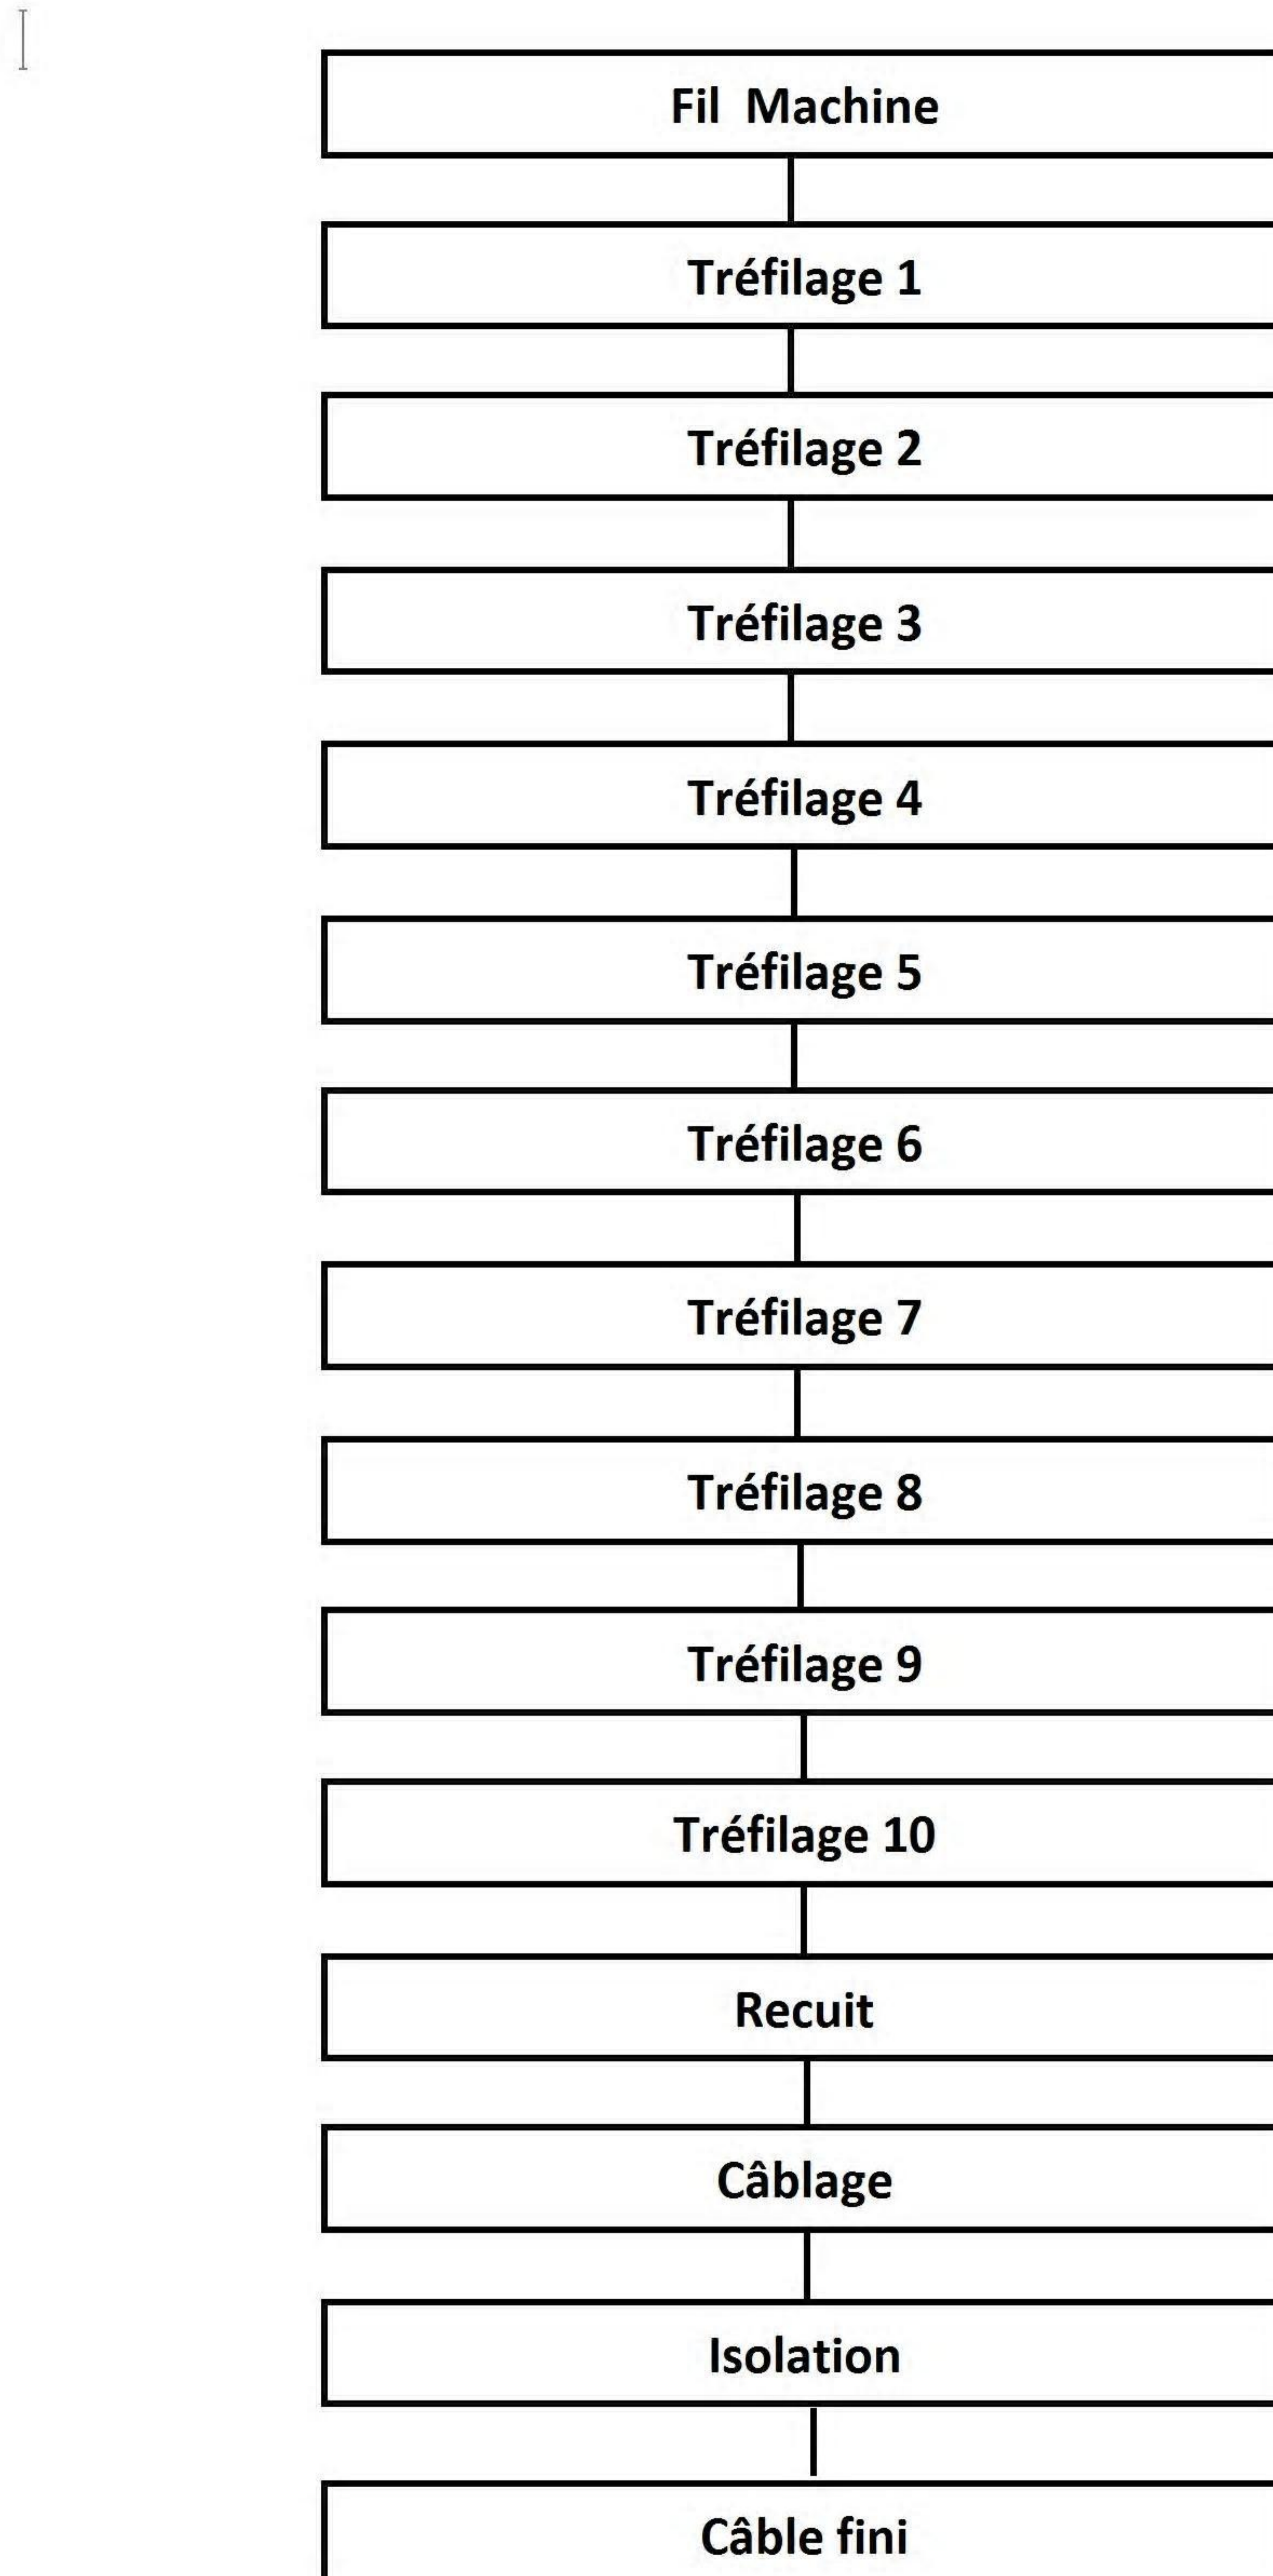 Fil  Machine
Tréfilage 1
Tréfilage 2
Tréfilage 3
Tréfilage 4
Tréfilage 5
Tréfilage 6
Tréfilage 7
Tréfilage 8
Tréfilage 9
Tréfilage 10
Recuit
Câblage
Isolation
Câble fini